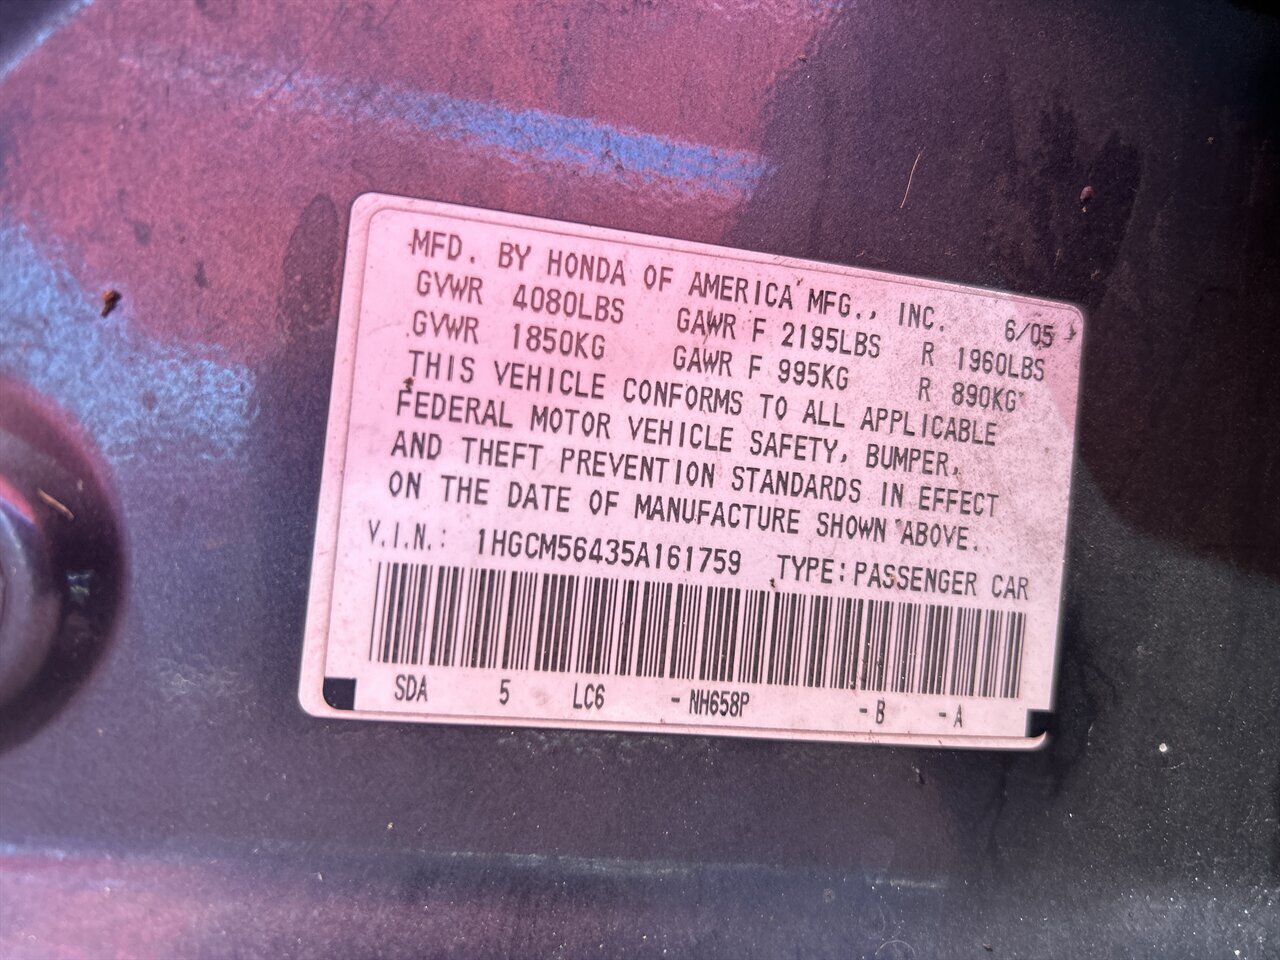 MFD. BY HONDA OF AMERICA MFG., INC. 6/05
GVWR 4080LBS GAWR F 2195LBS R 1960LBS
GVWR 1850KG GAWR F 995KG R 890KG
THIS VEHICLE CONFORMS TO ALL APPLICABLE
FEDERAL MOTOR VEHICLE SAFETY, BUMPER,
AND THEFT PREVENTION STANDARDS IN EFFECT
ON THE DATE OF MANUFACTURE SHOWN ABOVE.
V.I.N.: 1HGCM56435A161759 TYPE: PASSENGER CAR
SDA 5 LC6 - NH658P - B - A